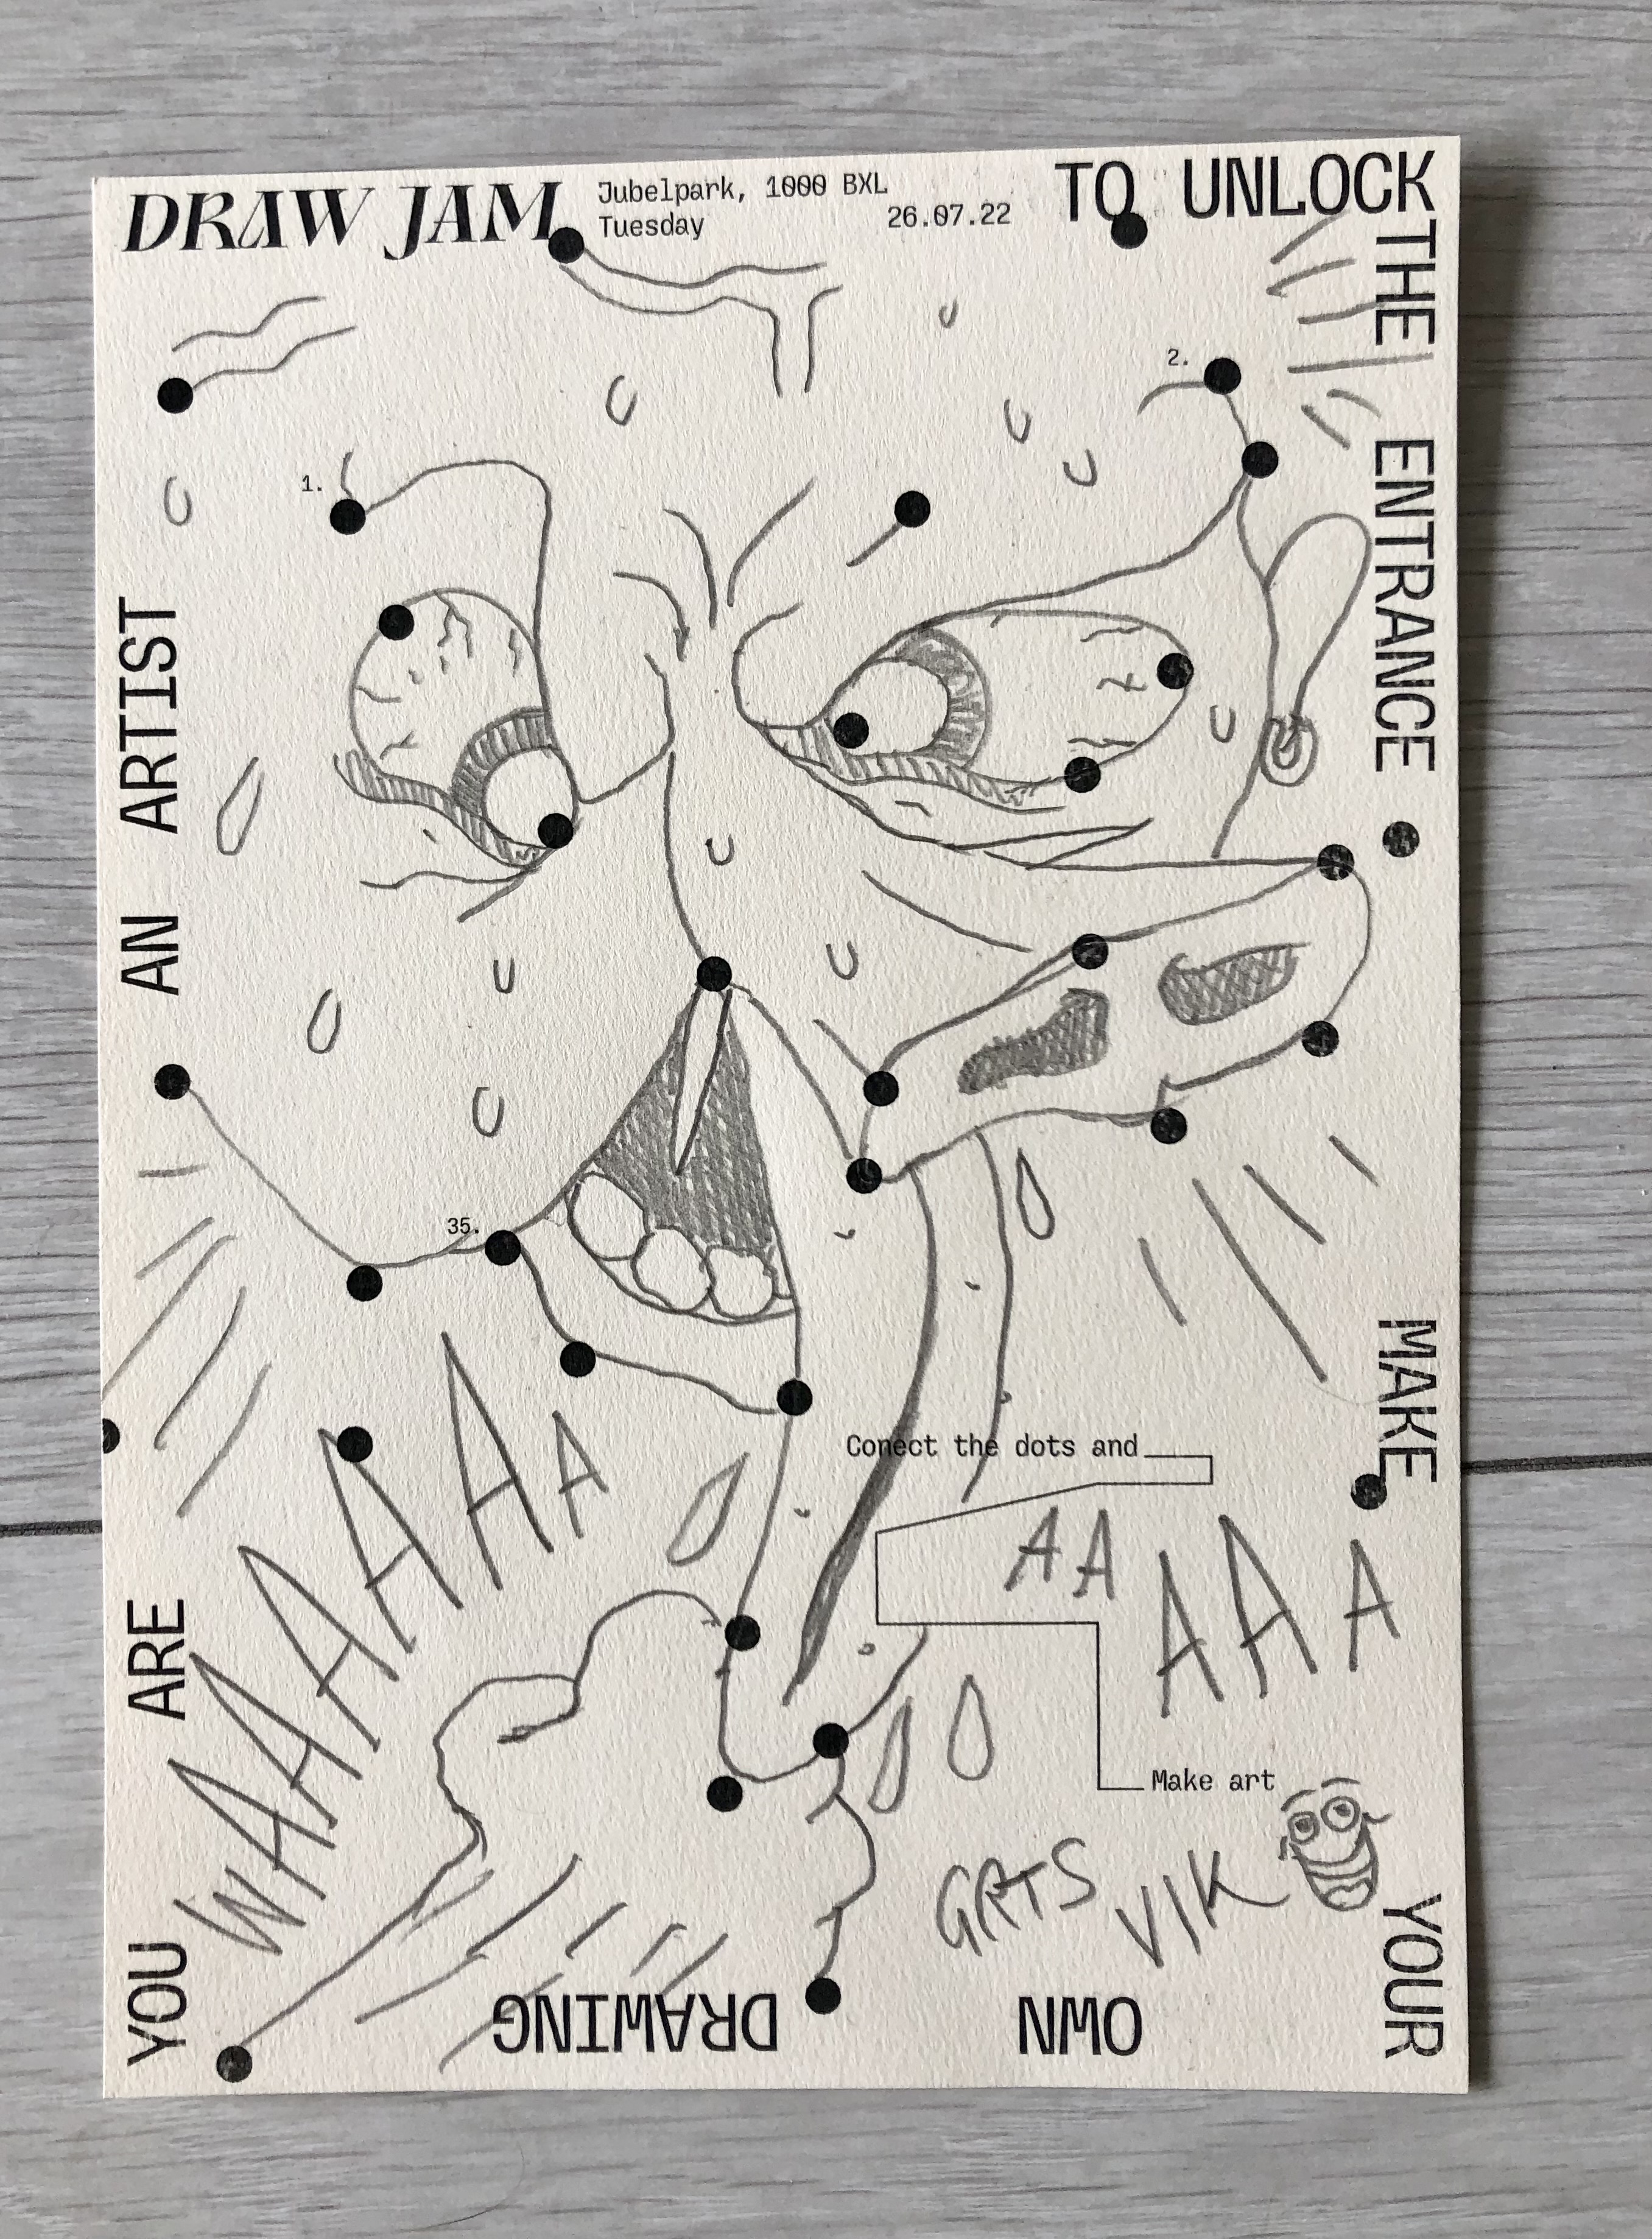 DRAW JAM
Jubelpark, 1000 BXL
Tuesday 26.07.22
TO UNLOCK
THE ENTRANCE MAKE YOUR
OWN DRAWING
YOU ARE AN ARTIST
1.
2.
35.
Conect the dots and
Make art
WAAAAAAA
AA AAA
GRTS VIK